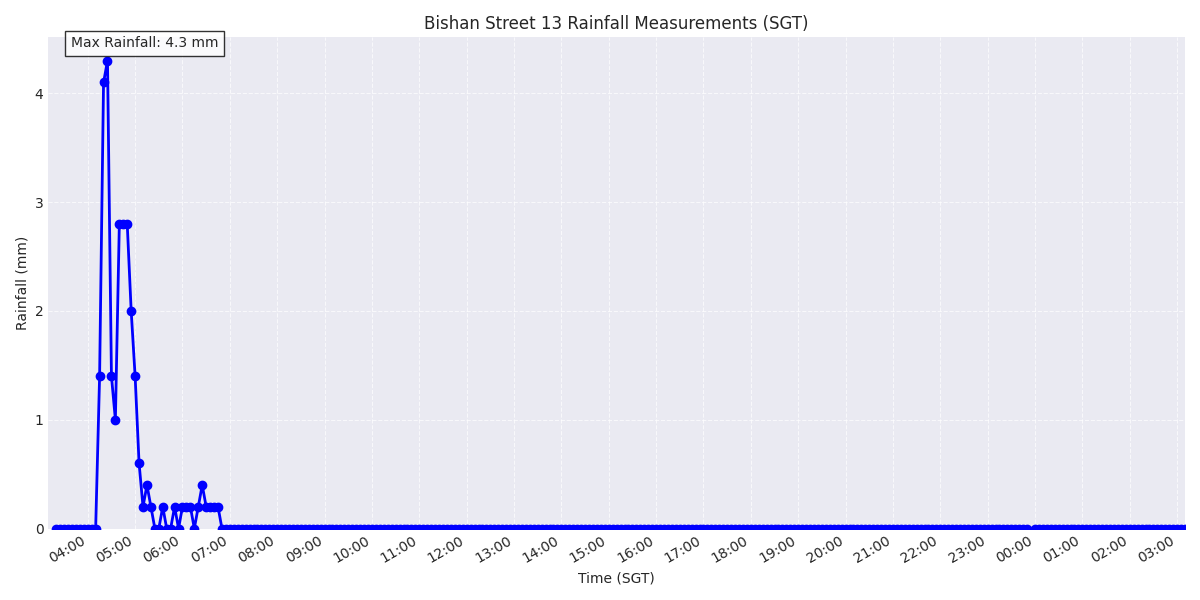 Bishan Street 13 Rainfall Measurements (SGT)
Max Rainfall: 4.3 mm
4
3
2
1
0
Rainfall (mm)
04:00 05:00 06:00 07:00 08:00 09:00 10:00 11:00 12:00 13:00 14:00 15:00 16:00 17:00 18:00 19:00 20:00 21:00 22:00 23:00 00:00 01:00 02:00 03:00
Time (SGT)